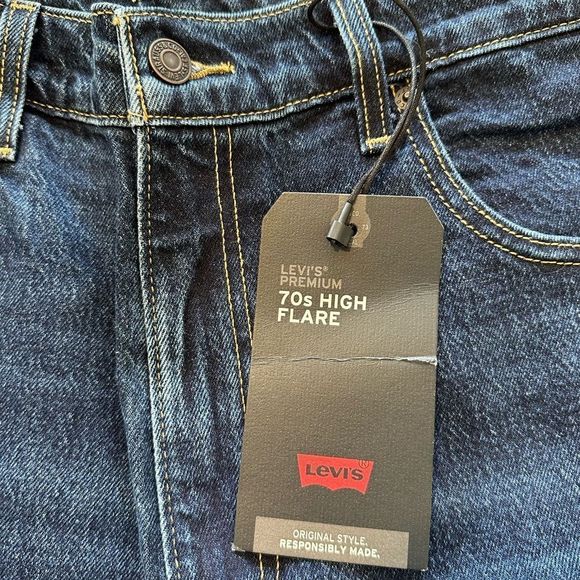 LEVI'S®
PREMIUM
70s HIGH
FLARE
LEVI'S®
ORIGINAL STYLE.
RESPONSIBLY MADE.